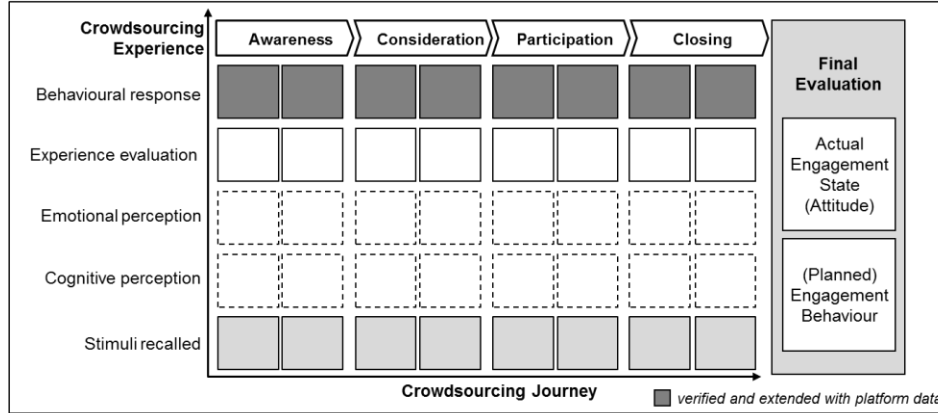 Crowdsourcing
Experience
Awareness
Consideration
Participation
Closing
Final
Evaluation
Behavioural response
Experience evaluation
Emotional perception
Cognitive perception
Stimuli recalled
Actual
Engagement
State
(Attitude)
(Planned)
Engagement
Behaviour
Crowdsourcing Journey
verified and extended with platform data